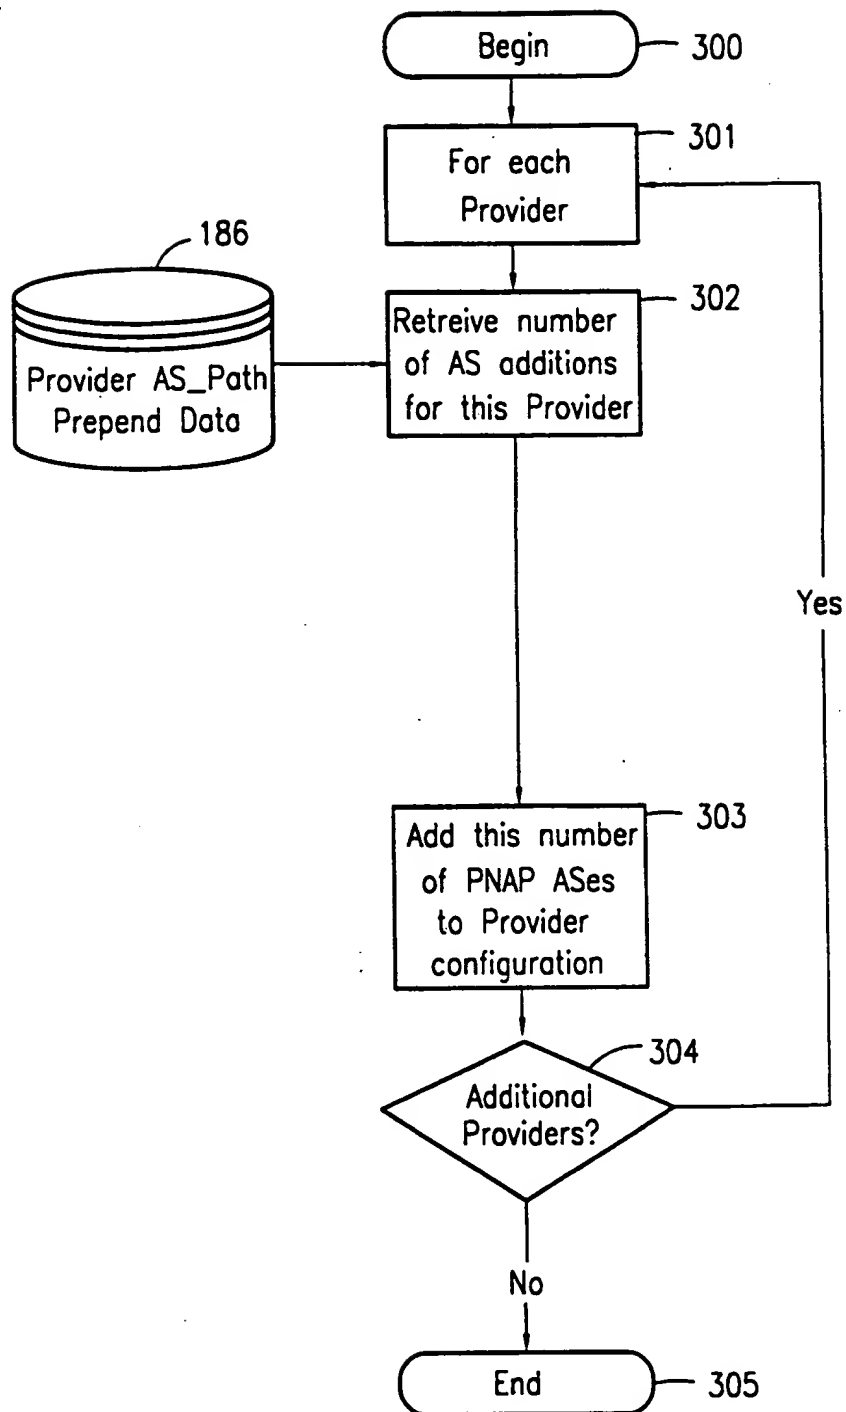 Begin
300
For each
Provider
301
186
Provider AS_Path
Prepend Data
Retreive number
of AS additions
for this Provider
302
Yes
Add this number
of PNAP ASes
to Provider
configuration
303
Additional
Providers?
304
No
End
305